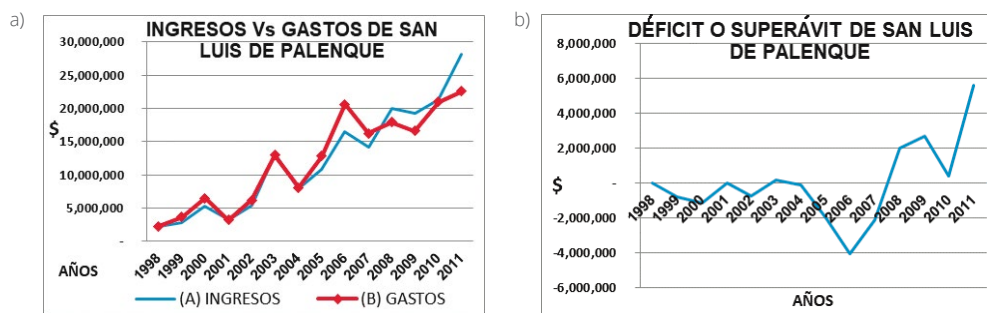 a)
INGRESOS Vs GASTOS DE SAN
LUIS DE PALENQUE
30,000,000
25,000,000
20,000,000
$
15,000,000
10,000,000
5,000,000
-
1998 1999 2000 2001 2002 2003 2004 2005 2006 2007 2008 2009 2010 2011
AÑOS
(A) INGRESOS (B) GASTOS
b)
DÉFICIT O SUPERÁVIT DE SAN LUIS
DE PALENQUE
8,000,000
6,000,000
4,000,000
2,000,000
$
-
1998 1999 2000 2001 2002 2003 2004 2005 2006 2007 2008 2009 2010 2011
-2,000,000
-4,000,000
-6,000,000
AÑOS